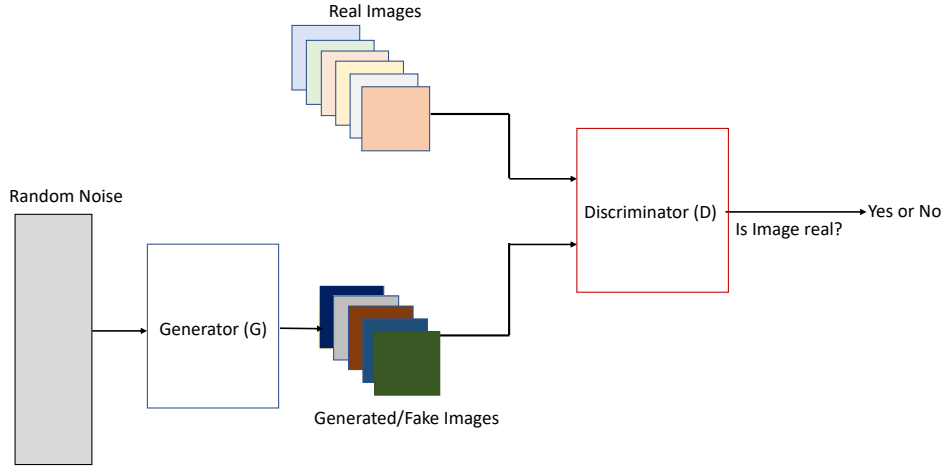 Real Images
Random Noise
Generator (G)
Generated/Fake Images
Discriminator (D)
Is Image real?
Yes or No